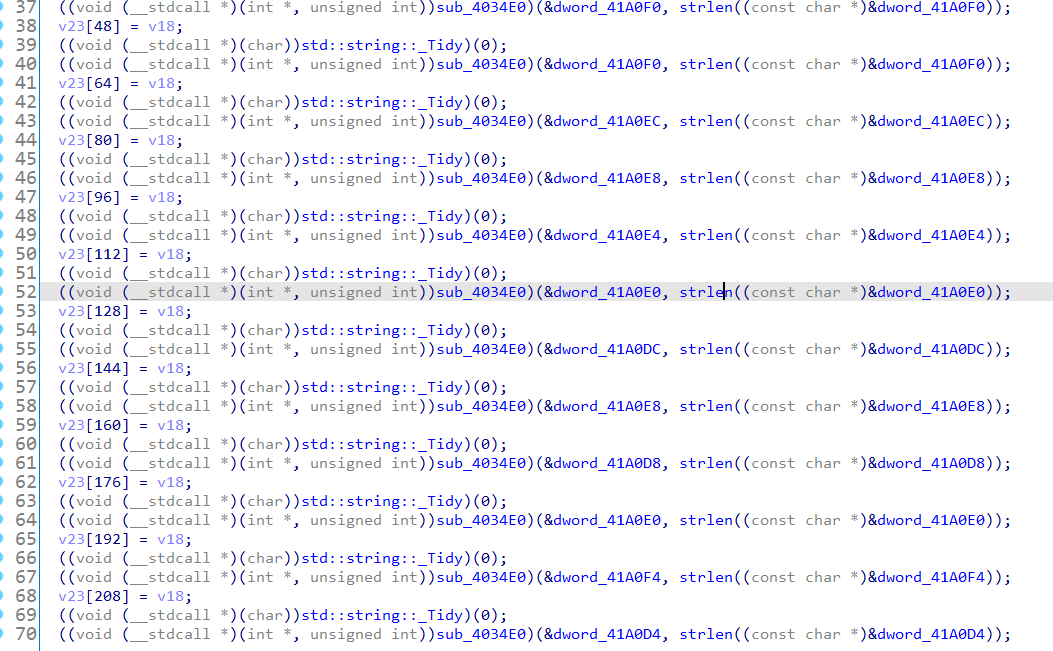 37 ((void (__stdcall *)(int *, unsigned int))sub_4034E0)(&dword_41A0F0, strlen((const char *)&dword_41A0F0));
38 v23[48] = v18;
39 ((void (__stdcall *)(char))std::string::_Tidy)(0);
40 ((void (__stdcall *)(int *, unsigned int))sub_4034E0)(&dword_41A0F0, strlen((const char *)&dword_41A0F0));
41 v23[64] = v18;
42 ((void (__stdcall *)(char))std::string::_Tidy)(0);
43 ((void (__stdcall *)(int *, unsigned int))sub_4034E0)(&dword_41A0EC, strlen((const char *)&dword_41A0EC));
44 v23[80] = v18;
45 ((void (__stdcall *)(char))std::string::_Tidy)(0);
46 ((void (__stdcall *)(int *, unsigned int))sub_4034E0)(&dword_41A0E8, strlen((const char *)&dword_41A0E8));
47 v23[96] = v18;
48 ((void (__stdcall *)(char))std::string::_Tidy)(0);
49 ((void (__stdcall *)(int *, unsigned int))sub_4034E0)(&dword_41A0E4, strlen((const char *)&dword_41A0E4));
50 v23[112] = v18;
51 ((void (__stdcall *)(char))std::string::_Tidy)(0);
52 ((void (__stdcall *)(int *, unsigned int))sub_4034E0)(&dword_41A0E0, strlen((const char *)&dword_41A0E0));
53 v23[128] = v18;
54 ((void (__stdcall *)(char))std::string::_Tidy)(0);
55 ((void (__stdcall *)(int *, unsigned int))sub_4034E0)(&dword_41A0DC, strlen((const char *)&dword_41A0DC));
56 v23[144] = v18;
57 ((void (__stdcall *)(char))std::string::_Tidy)(0);
58 ((void (__stdcall *)(int *, unsigned int))sub_4034E0)(&dword_41A0E8, strlen((const char *)&dword_41A0E8));
59 v23[160] = v18;
60 ((void (__stdcall *)(char))std::string::_Tidy)(0);
61 ((void (__stdcall *)(int *, unsigned int))sub_4034E0)(&dword_41A0D8, strlen((const char *)&dword_41A0D8));
62 v23[176] = v18;
63 ((void (__stdcall *)(char))std::string::_Tidy)(0);
64 ((void (__stdcall *)(int *, unsigned int))sub_4034E0)(&dword_41A0E0, strlen((const char *)&dword_41A0E0));
65 v23[192] = v18;
66 ((void (__stdcall *)(char))std::string::_Tidy)(0);
67 ((void (__stdcall *)(int *, unsigned int))sub_4034E0)(&dword_41A0F4, strlen((const char *)&dword_41A0F4));
68 v23[208] = v18;
69 ((void (__stdcall *)(char))std::string::_Tidy)(0);
70 ((void (__stdcall *)(int *, unsigned int))sub_4034E0)(&dword_41A0D4, strlen((const char *)&dword_41A0D4));